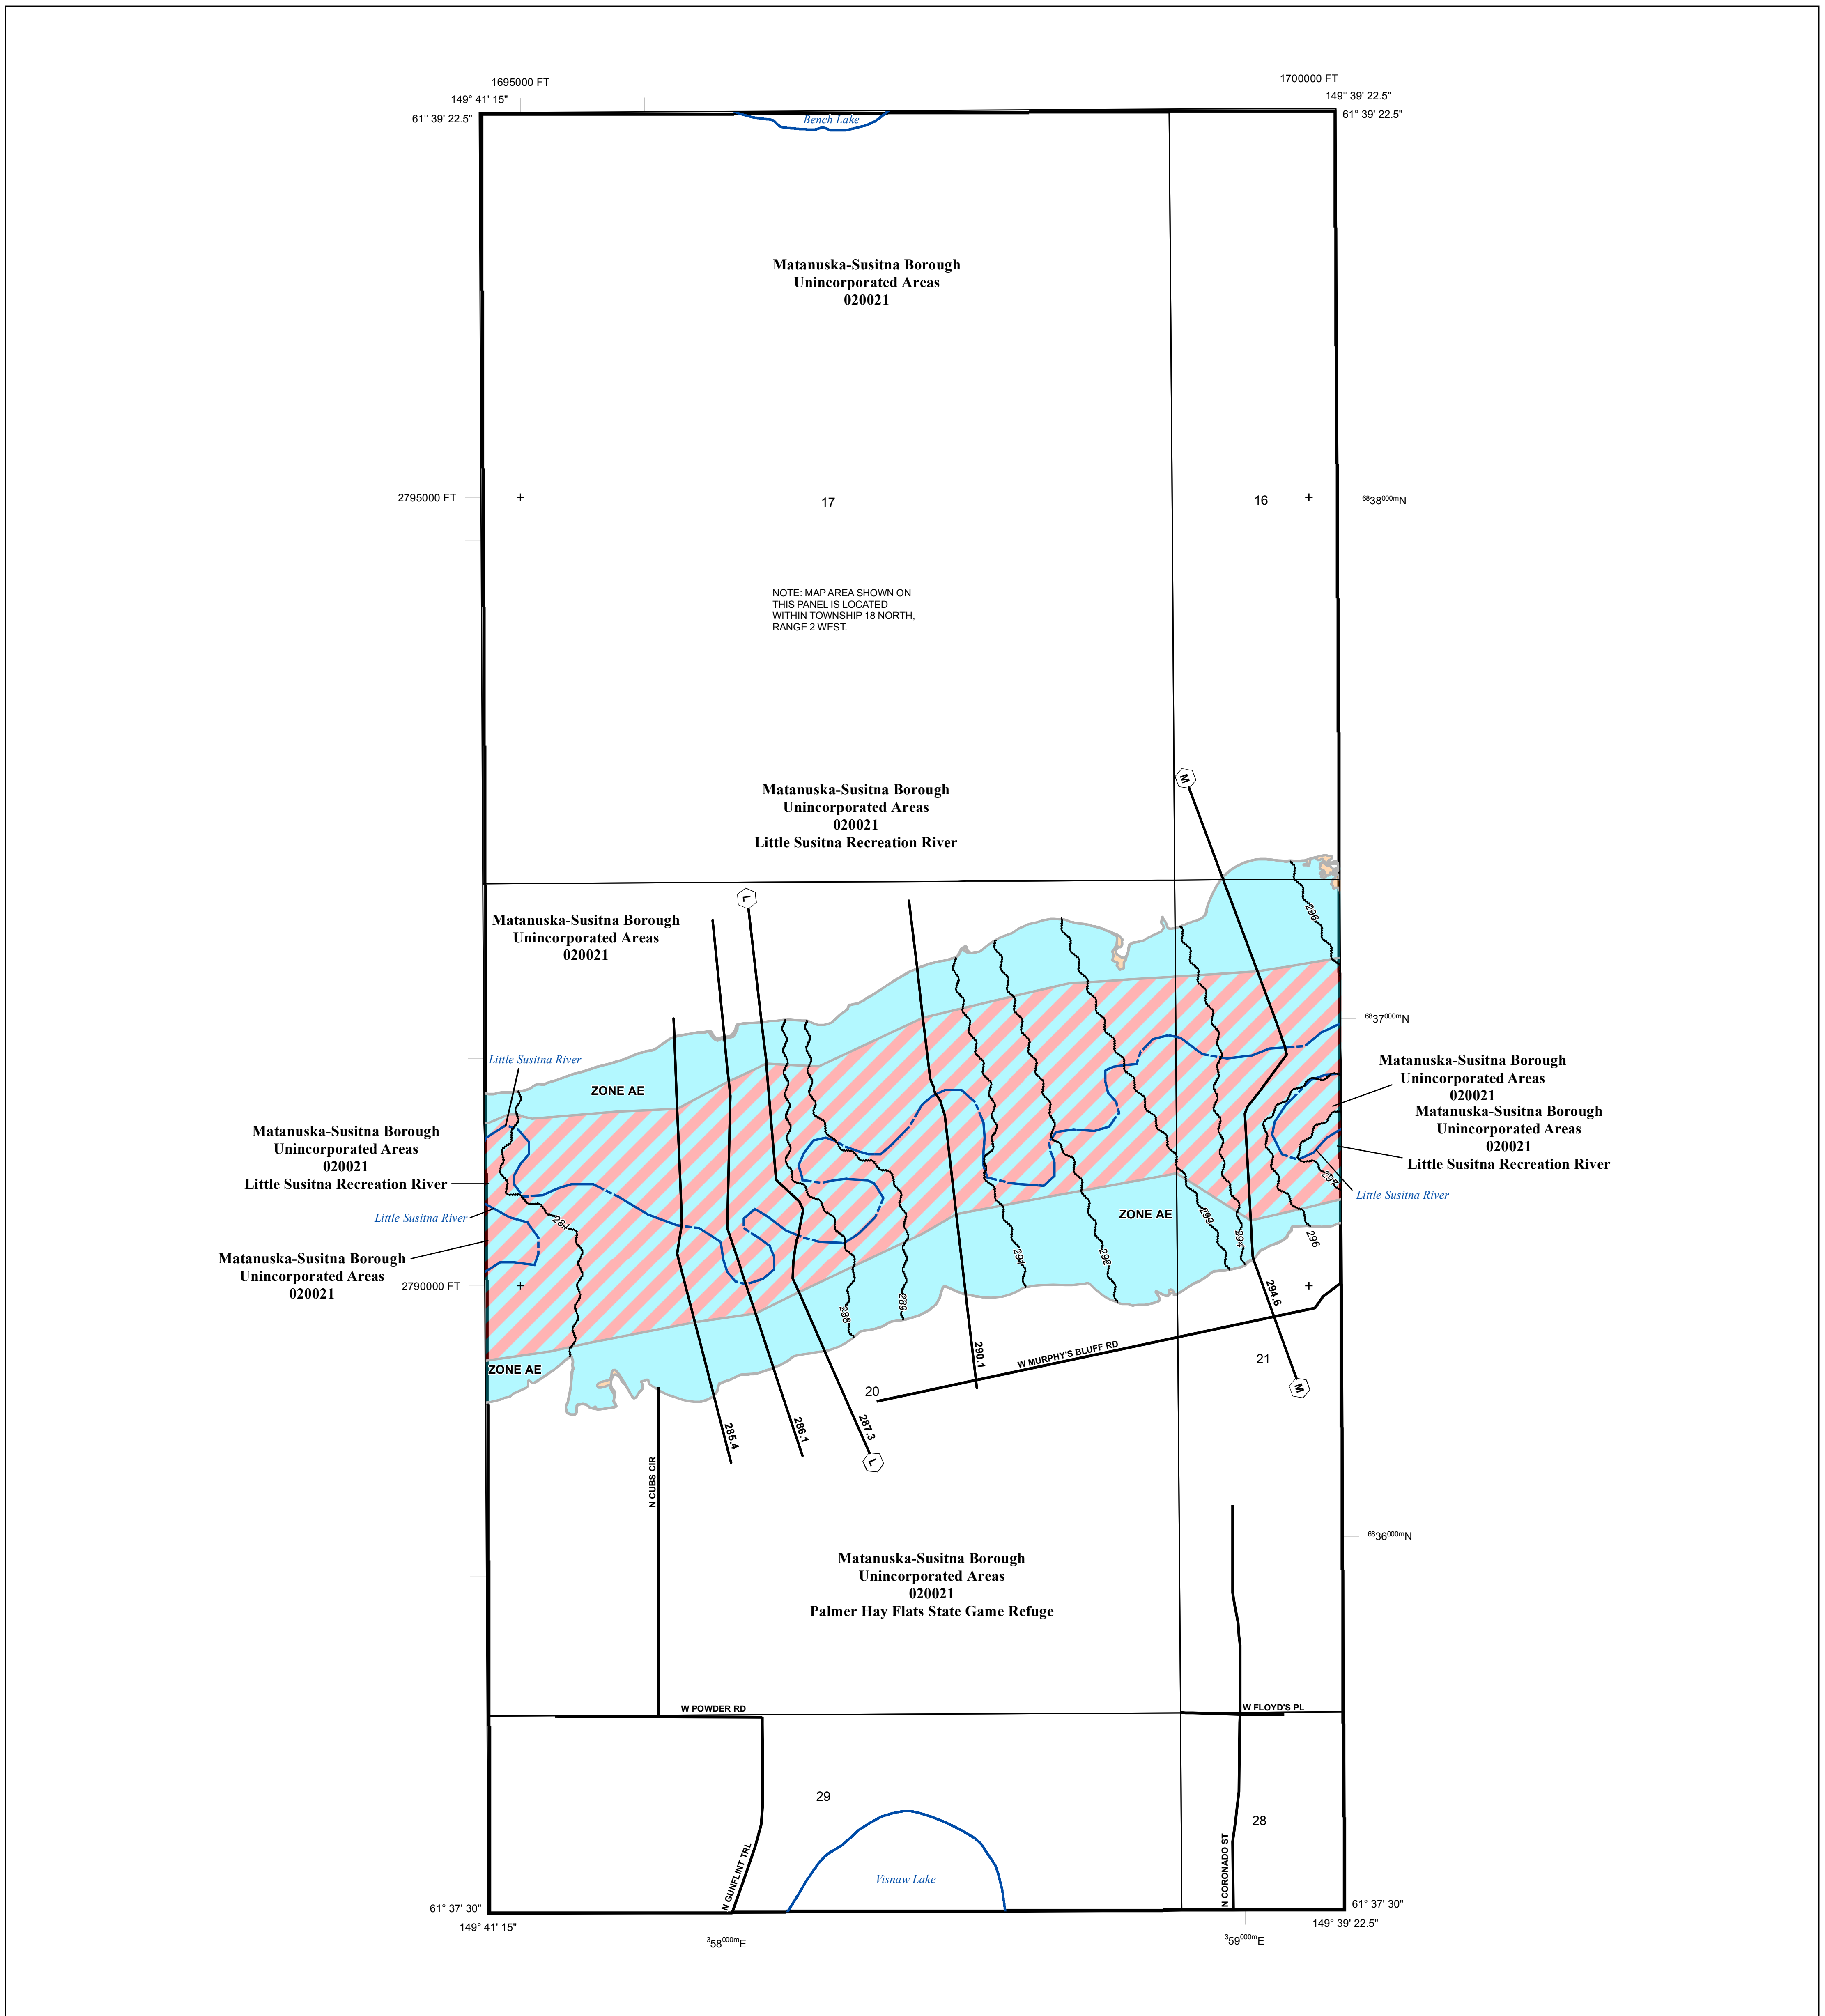 1695000 FT
1700000 FT
149° 41' 15"
149° 39' 22.5"
61° 39' 22.5"
61° 39' 22.5"
Bench Lake
Matanuska-Susitna Borough
Unincorporated Areas
020021
2795000 FT
17
16
6838000mN
NOTE: MAP AREA SHOWN ON
THIS PANEL IS LOCATED
WITHIN TOWNSHIP 18 NORTH,
RANGE 2 WEST.
M
Matanuska-Susitna Borough
Unincorporated Areas
020021
Little Susitna Recreation River
L
296
Matanuska-Susitna Borough
Unincorporated Areas
020021
6837000mN
Little Susitna River
ZONE AE
Matanuska-Susitna Borough
Unincorporated Areas
020021
Matanuska-Susitna Borough
Unincorporated Areas
020021
Little Susitna Recreation River
Matanuska-Susitna Borough
Unincorporated Areas
020021
Little Susitna Recreation River
295
Little Susitna River
Little Susitna River
284
ZONE AE
293
294
296
Matanuska-Susitna Borough
Unincorporated Areas
020021
2790000 FT
291
292
294.6
289
288
290.1
W MURPHY'S BLUFF RD
ZONE AE
20
21
M
285.4
286.1
287.3
L
N CUBS CIR
6836000mN
Matanuska-Susitna Borough
Unincorporated Areas
020021
Palmer Hay Flats State Game Refuge
W POWDER RD
W FLOYD'S PL
29
28
N GUNFLINT TRL
Visnaw Lake
N CORONADO ST
61° 37' 30"
61° 37' 30"
149° 41' 15"
149° 39' 22.5"
358000mE
359000mE